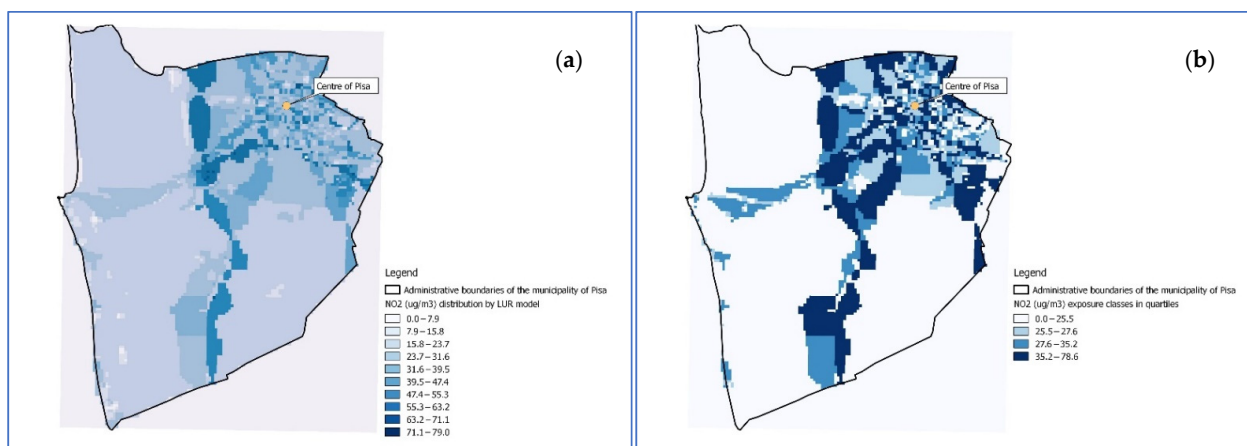 (a)
Centre of Pisa
Legend
Administrative boundaries of the municipality of Pisa
NO2 (ug/m3) distribution by LUR model
0.0–7.9
7.9–15.8
15.8–23.7
23.7–31.6
31.6–39.5
39.5–47.4
47.4–55.3
55.3–63.2
63.2–71.1
71.1–79.0
(b)
Centre of Pisa
Legend
Administrative boundaries of the municipality of Pisa
NO2 (ug/m3) exposure classes in quartiles
0.0–25.5
25.5–27.6
27.6–35.2
35.2–78.6